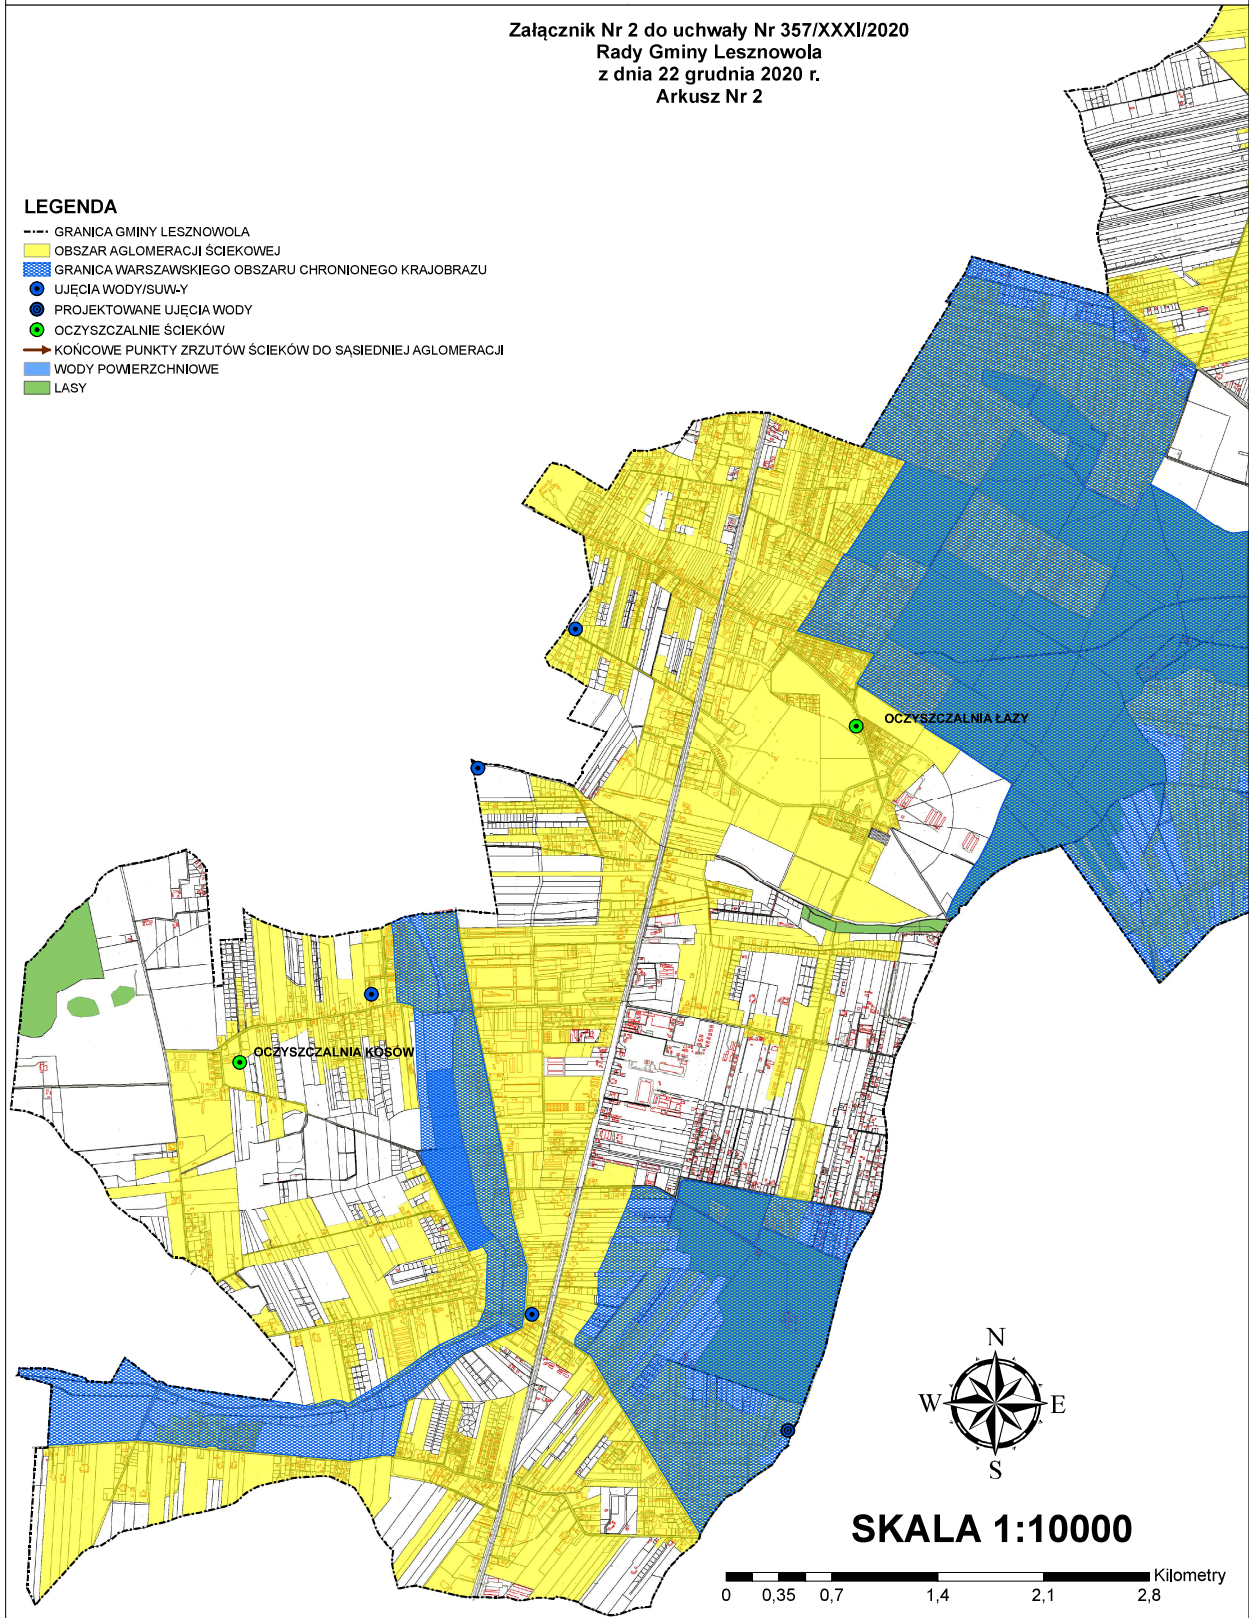 Załącznik Nr 2 do uchwały Nr 357/XXXI/2020
Rady Gminy Lesznowola
z dnia 22 grudnia 2020 r.
Arkusz Nr 2
LEGENDA
GRANICA GMINY LESZNOWOLA
OBSZAR AGLOMERACJI ŚCIEKOWEJ
GRANICA WARSZAWSKIEGO OBSZARU CHRONIONEGO KRAJOBRAZU
UJĘCIA WODY/SUW-Y
PROJEKTOWANE UJĘCIA WODY
OCZYSZCZALNIE ŚCIEKÓW
KOŃCOWE PUNKTY ZRZUTÓW ŚCIEKÓW DO SĄSIEDNIEJ AGLOMERACJI
WODY POWIERZCHNIOWE
LASY
OCZYSZCZALNIA ŁAZY
OCZYSZCZALNIA KOSÓW
N
W E
S
SKALA 1:10000
Kilometry
0 0,35 0,7 1,4 2,1 2,8